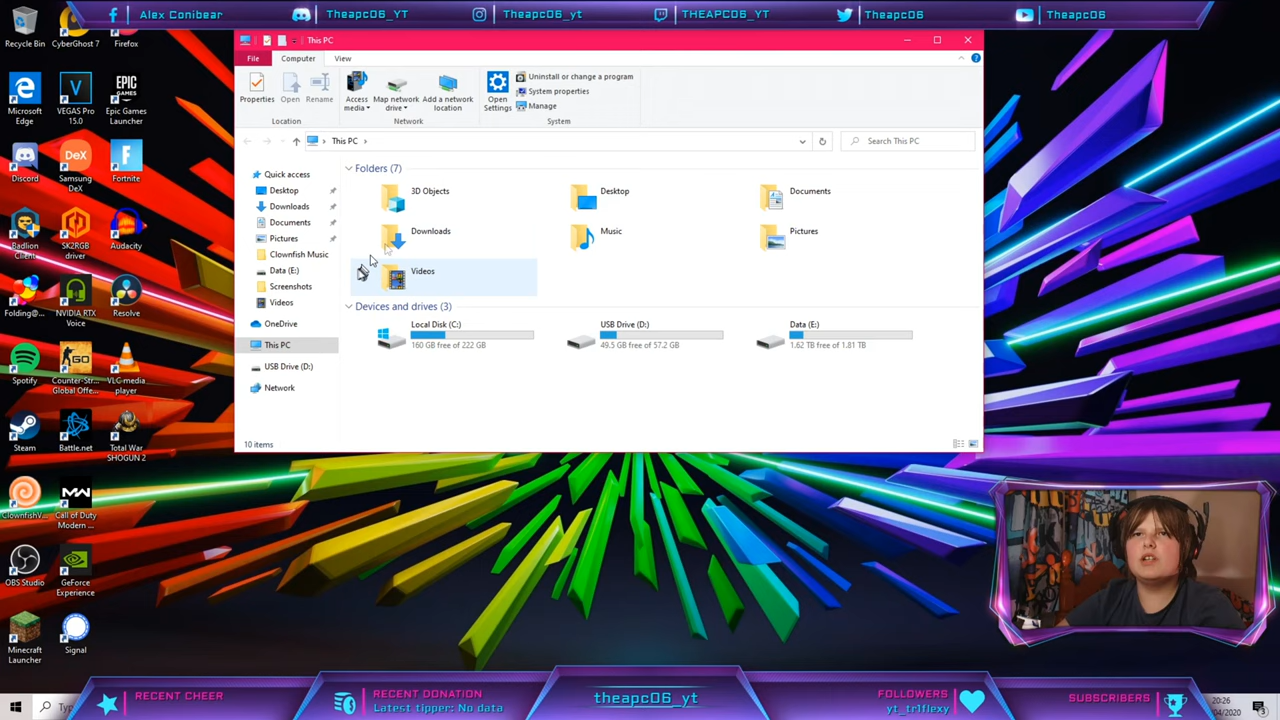 Alex Conibear
Theapc06_YT
Theapc06_yt
THEAPC06_YT
Theapc06
Theapc06
Recycle Bin
CyberGhost 7
Firefox
Microsoft Edge
VEGAS Pro 15.0
Epic Games Launcher
Discord
Samsung DeX
Fortnite
Badlion Client
SK2RGB driver
Audacity
Folding@...
NVIDIA RTX Voice
Resolve
Spotify
Counter-Str... Global Offe...
VLC media player
Steam
Battle.net
Total War SHOGUN 2
ClownfishV...
Call of Duty Modern ...
OBS Studio
GeForce Experience
Minecraft Launcher
Signal
This PC
File
Computer
View
Properties
Open
Rename
Access media
Map network drive
Add a network location
Open Settings
Uninstall or change a program
System properties
Manage
Location
Network
System
This PC
Search This PC
Quick access
Desktop
Downloads
Documents
Pictures
Clownfish Music
Data (E:)
Screenshots
Videos
OneDrive
This PC
USB Drive (D:)
Network
Folders (7)
3D Objects
Desktop
Documents
Downloads
Music
Pictures
Videos
Devices and drives (3)
Local Disk (C:)
160 GB free of 222 GB
USB Drive (D:)
49.5 GB free of 57.2 GB
Data (E:)
1.62 TB free of 1.81 TB
10 items
Ty
RECENT CHEER
RECENT DONATION
Latest tipper: No data
theapc06_yt
FOLLOWERS
yt_tr1flexy
SUBSCRIBERS
20:26
04/2020
3